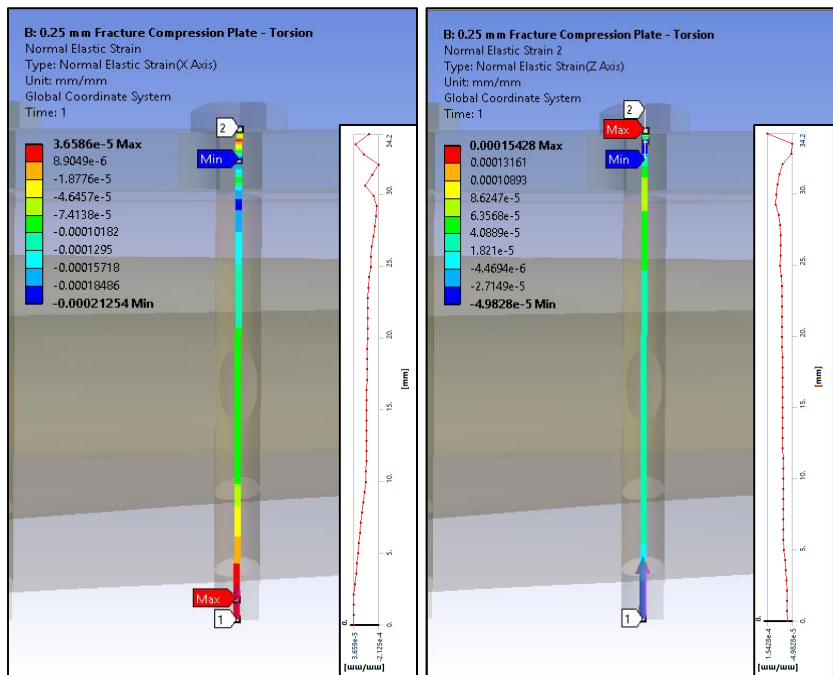 B: 0.25 mm Fracture Compression Plate - Torsion
Normal Elastic Strain
Type: Normal Elastic Strain(X Axis)
Unit: mm/mm
Global Coordinate System
Time: 1
3.6586e-5 Max
8.9049e-6
-1.8776e-5
-4.6457e-5
-7.4138e-5
-0.00010182
-0.0001295
-0.00015718
-0.00018486
-0.00021254 Min
2
Min
Max
1
34.2
30.
25.
20.
[mm]
15.
10.
5.
0.
0.
3.659e-5
-2.125e-4
[mm/mm]
B: 0.25 mm Fracture Compression Plate - Torsion
Normal Elastic Strain 2
Type: Normal Elastic Strain(Z Axis)
Unit: mm/mm
Global Coordinate System
Time: 1
0.00015428 Max
0.00013161
0.00010893
8.6247e-5
6.3568e-5
4.0889e-5
1.821e-5
-4.4694e-6
-2.7149e-5
-4.9828e-5 Min
2
Max
Min
1
34.2
30.
25.
20.
[mm]
15.
10.
5.
0.
0.
1.5428e-4
-4.9828e-5
[mm/mm]